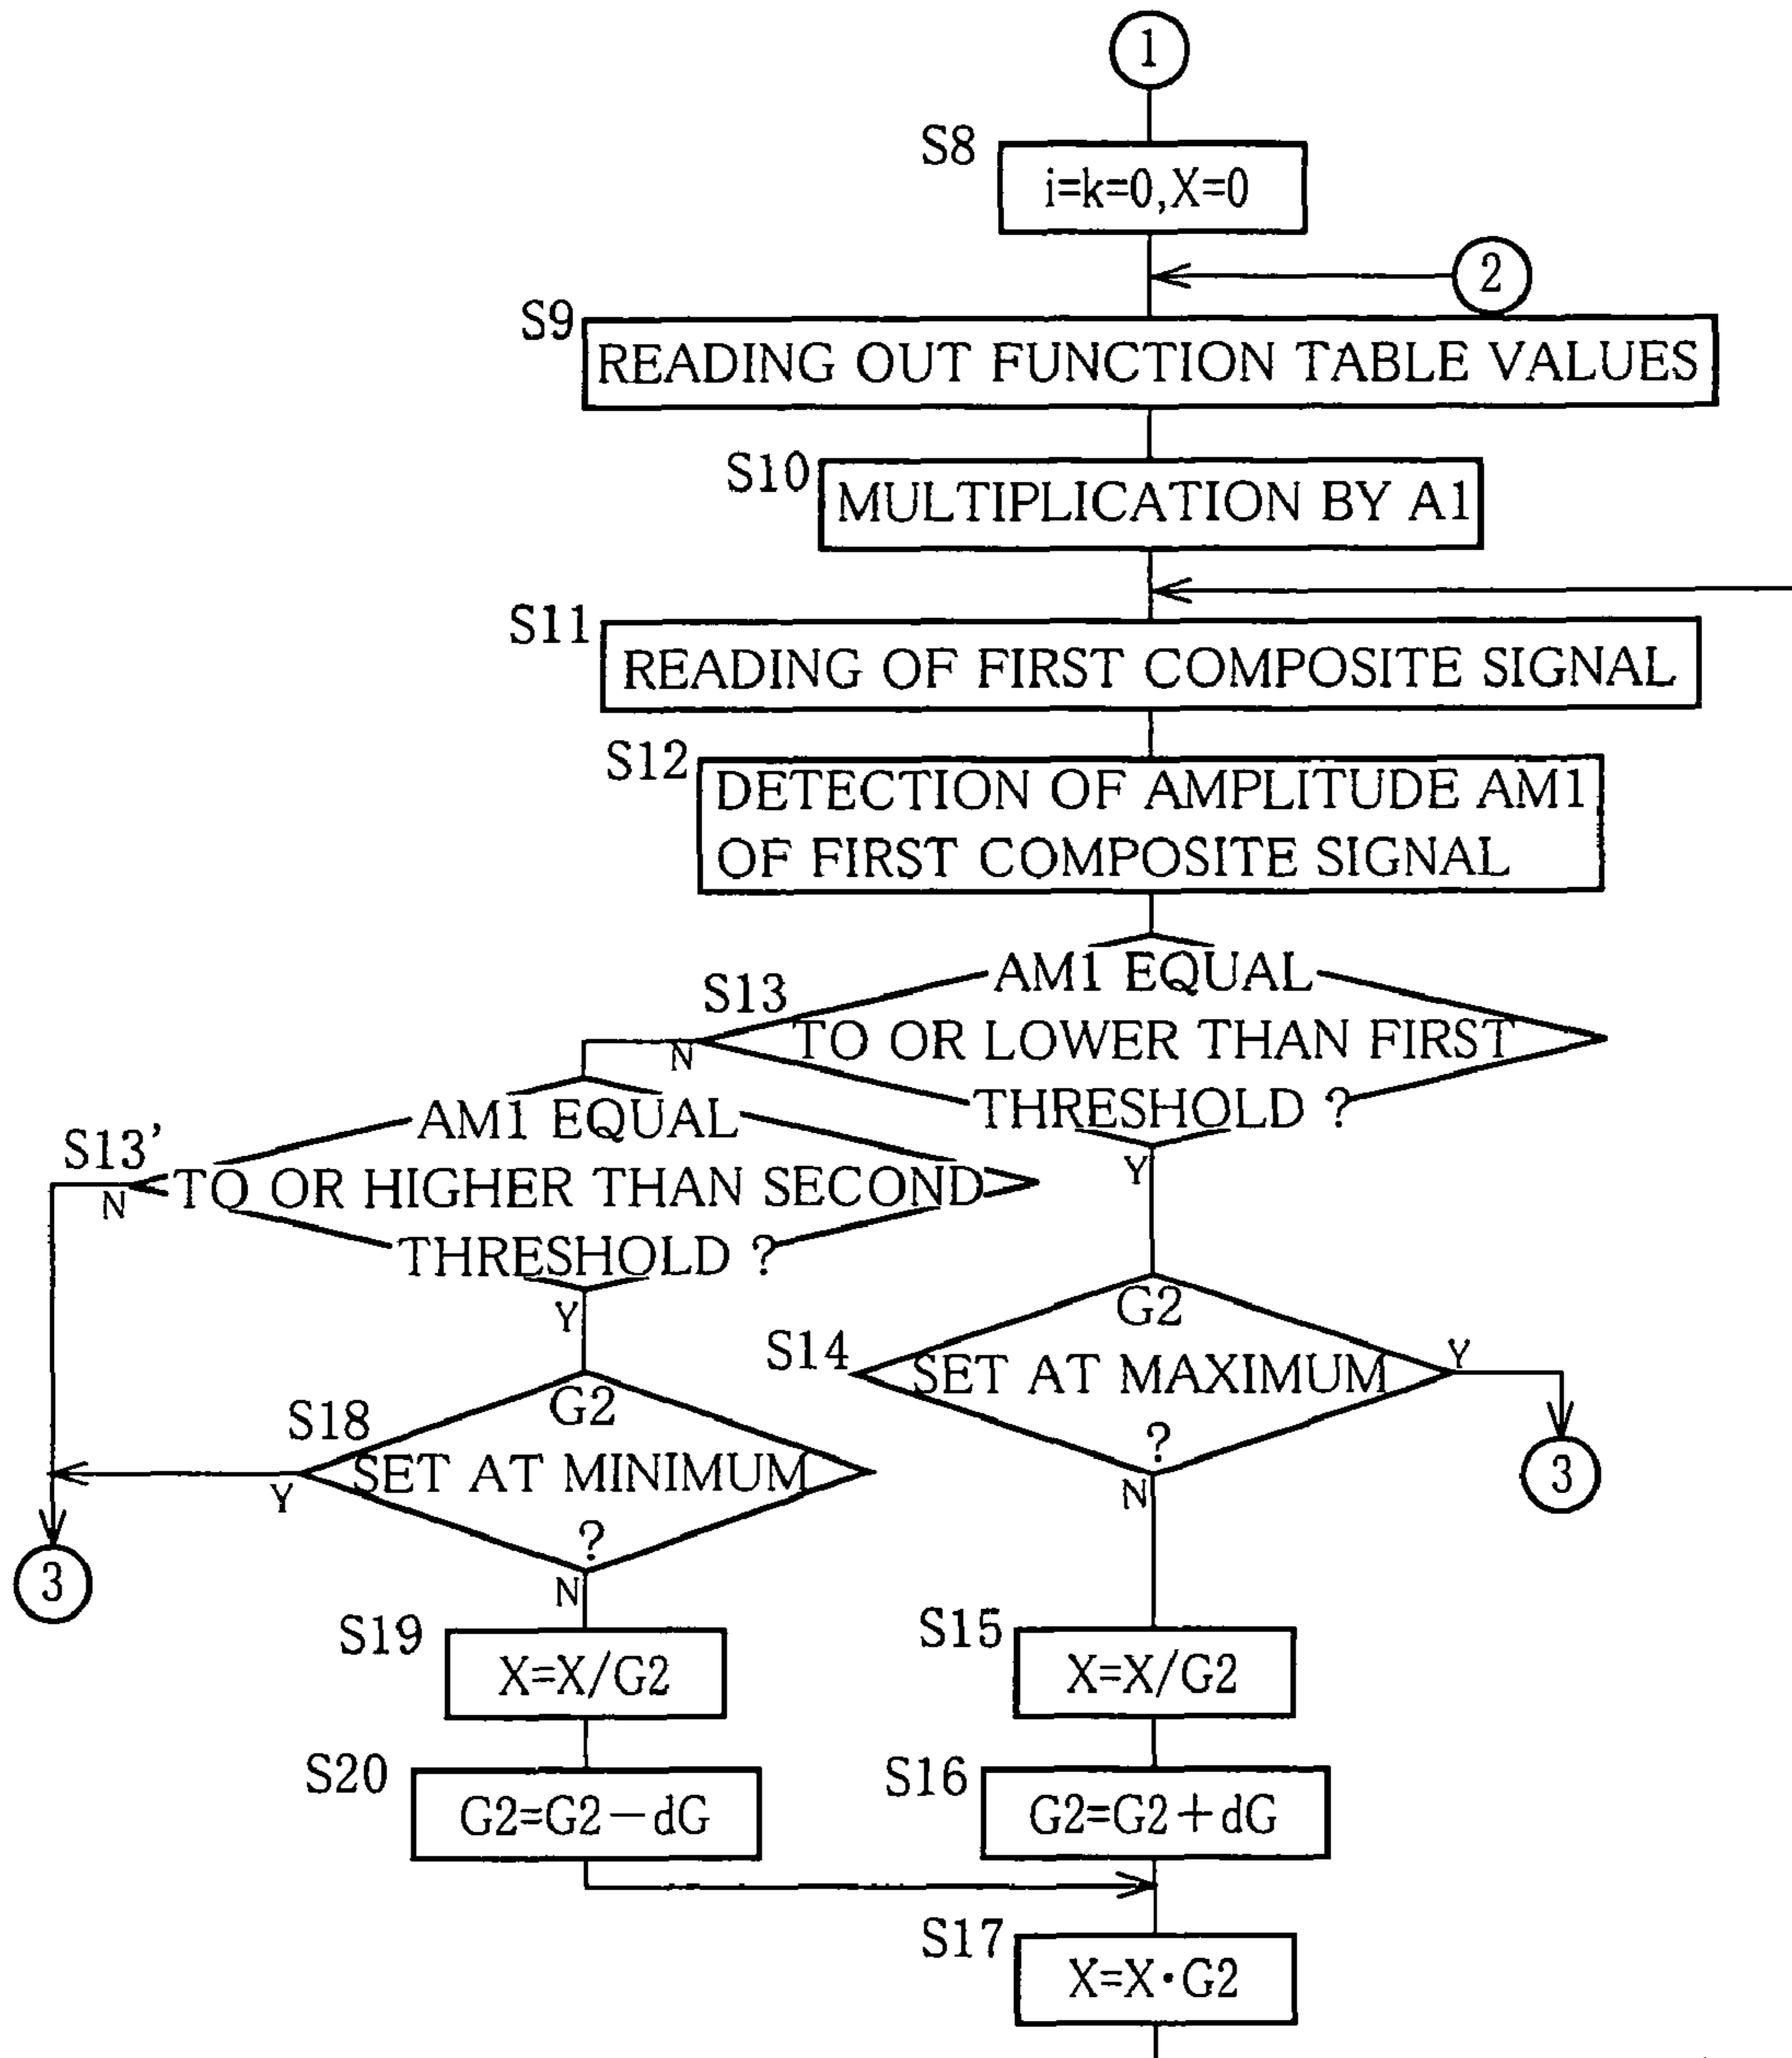 1
S8
i=k=0,X=0
2
S9
READING OUT FUNCTION TABLE VALUES
S10
MULTIPLICATION BY A1
S11
READING OF FIRST COMPOSITE SIGNAL
S12
DETECTION OF AMPLITUDE AM1
OF FIRST COMPOSITE SIGNAL
S13
AM1 EQUAL
TO OR LOWER THAN FIRST
THRESHOLD ?
N
Y
S13'
AM1 EQUAL
TO OR HIGHER THAN SECOND
THRESHOLD ?
N
Y
S14
G2
SET AT MAXIMUM
?
Y
N
3
S18
G2
SET AT MINIMUM
?
Y
N
3
S19
X=X/G2
S15
X=X/G2
S20
G2=G2−dG
S16
G2=G2+dG
S17
X=X·G2